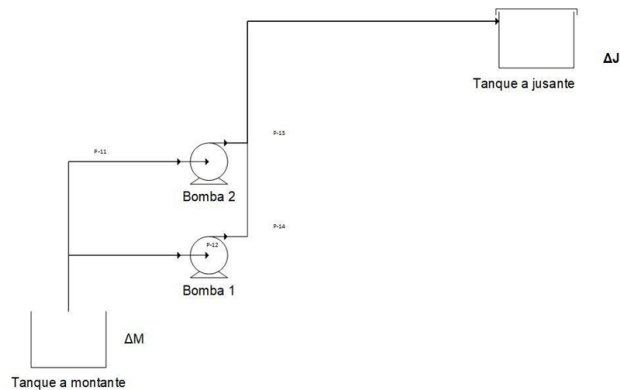 ΔJ
Tanque a jusante
P-13
P-11
Bomba 2
P-14
P-12
Bomba 1
ΔM
Tanque a montante